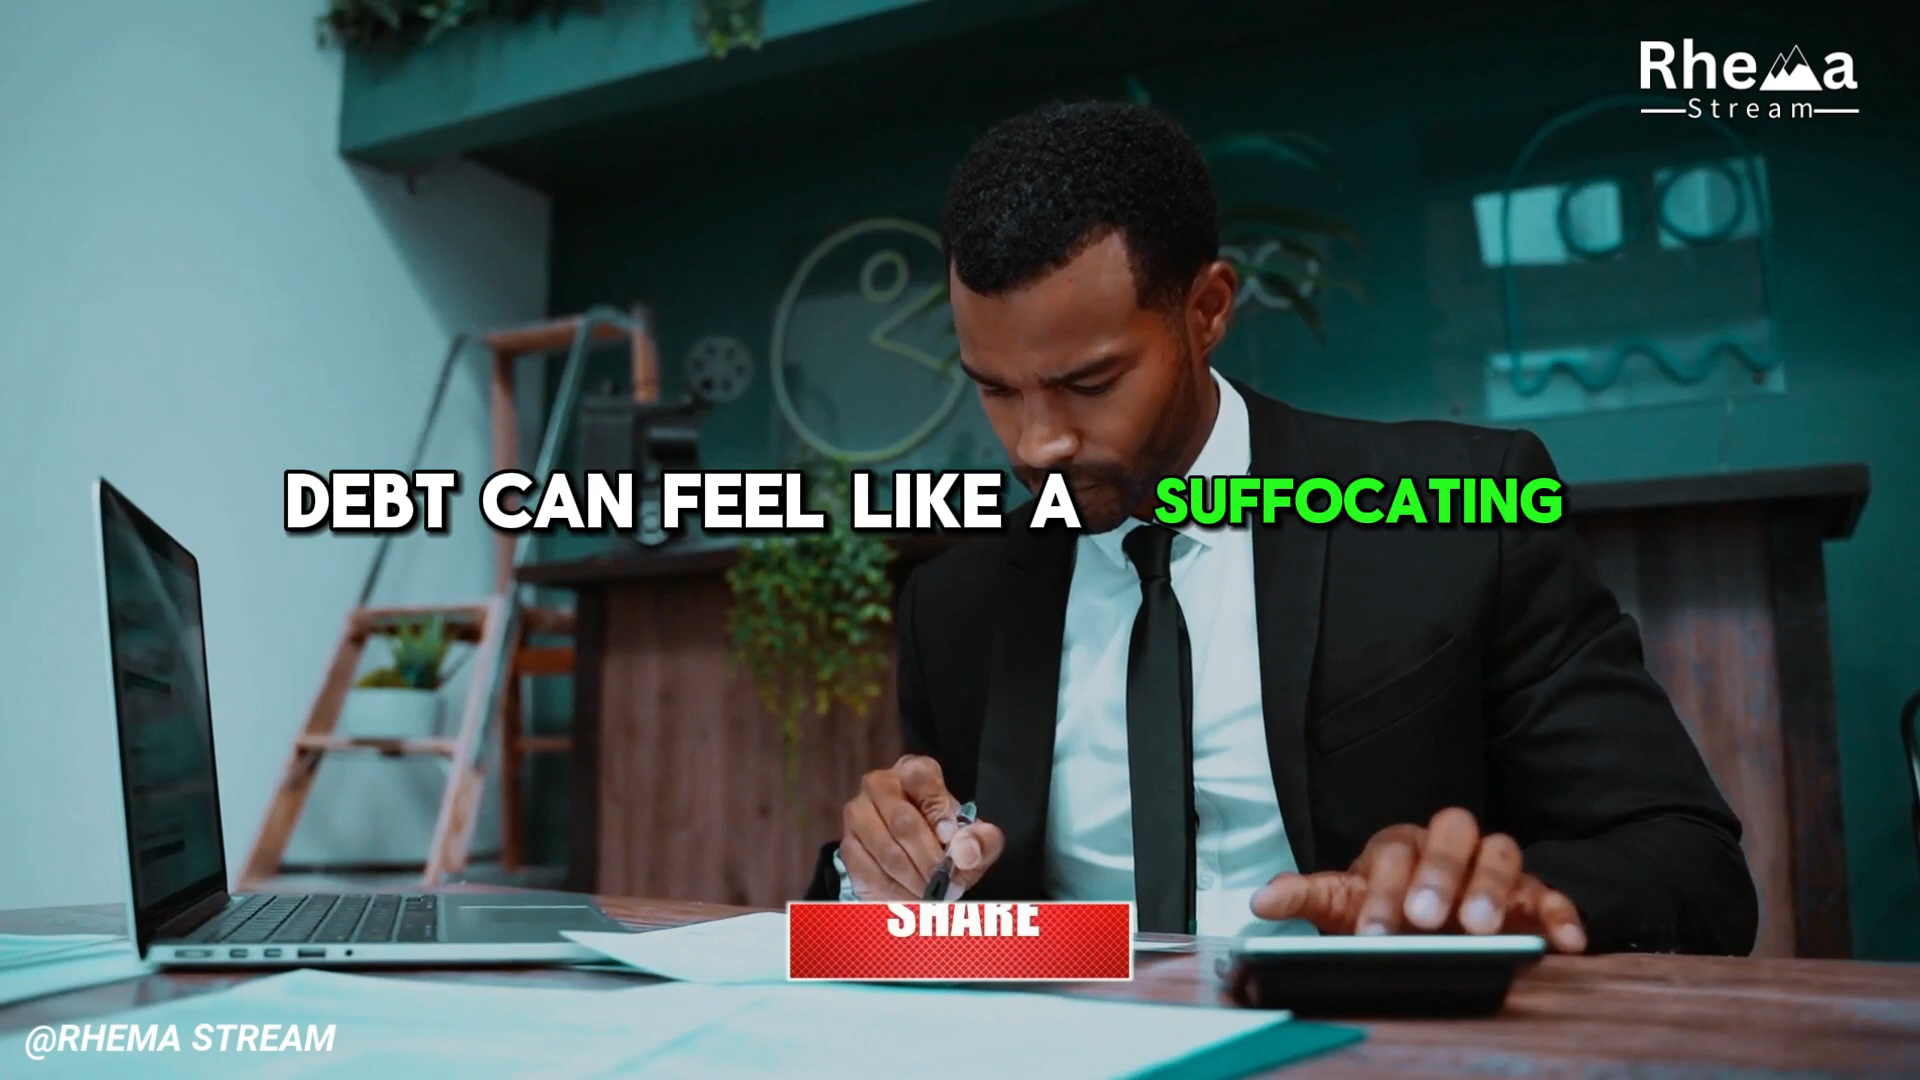 Rhema
Stream
DEBT CAN FEEL LIKE A SUFFOCATING
SHARE
@RHEMA STREAM